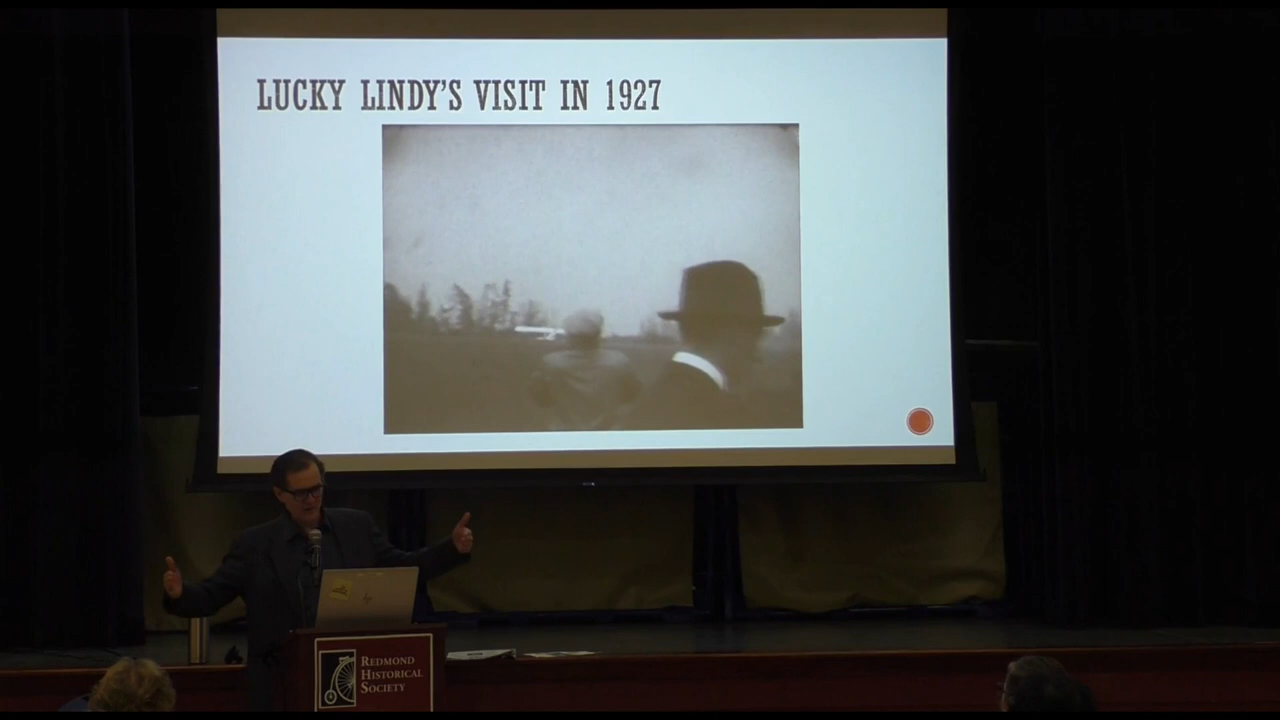 LUCKY LINDY'S VISIT IN 1927
REDMOND
HISTORICAL
SOCIETY